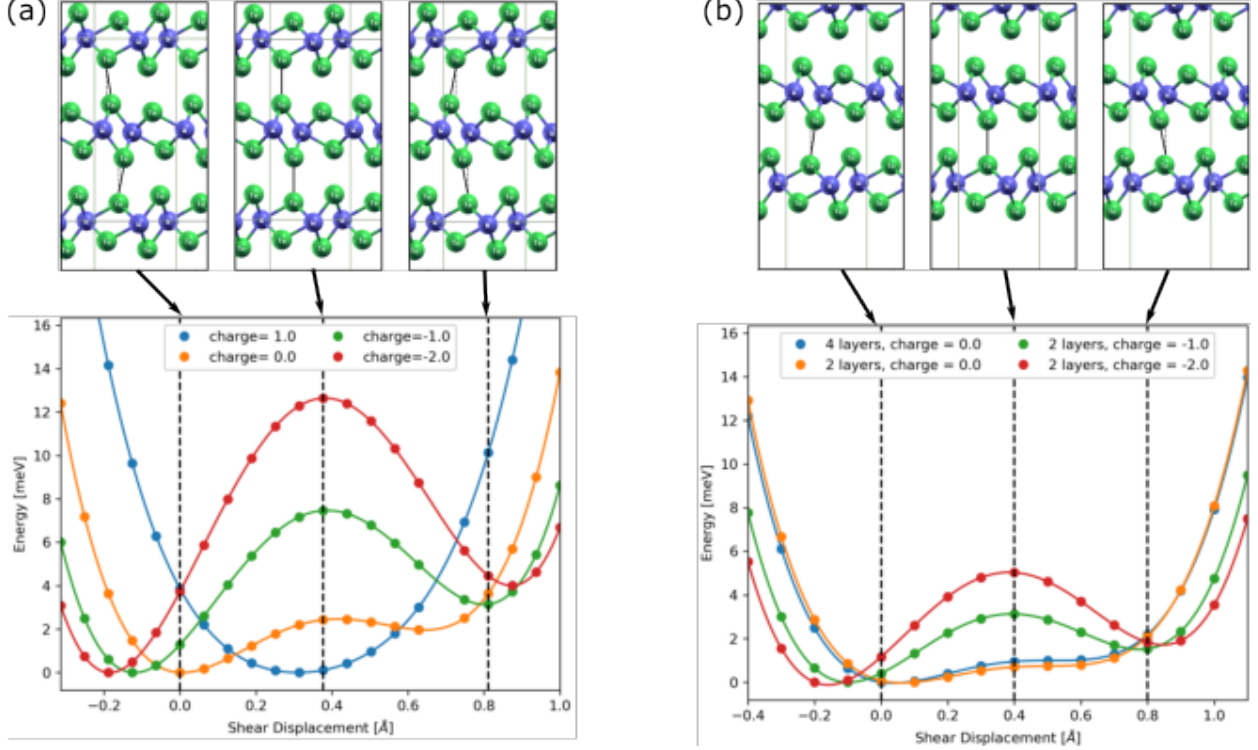 (a)
(b)
charge= 1.0
charge= 0.0
charge=-1.0
charge=-2.0
16
14
12
10
8
6
4
2
0
Energy [meV]
−0.2
0.0
0.2
0.4
0.6
0.8
1.0
Shear Displacement [Å]
4 layers, charge = 0.0
2 layers, charge = 0.0
2 layers, charge = -1.0
2 layers, charge = -2.0
16
14
12
10
8
6
4
2
0
Energy [meV]
−0.4
−0.2
0.0
0.2
0.4
0.6
0.8
1.0
Shear Displacement [Å]